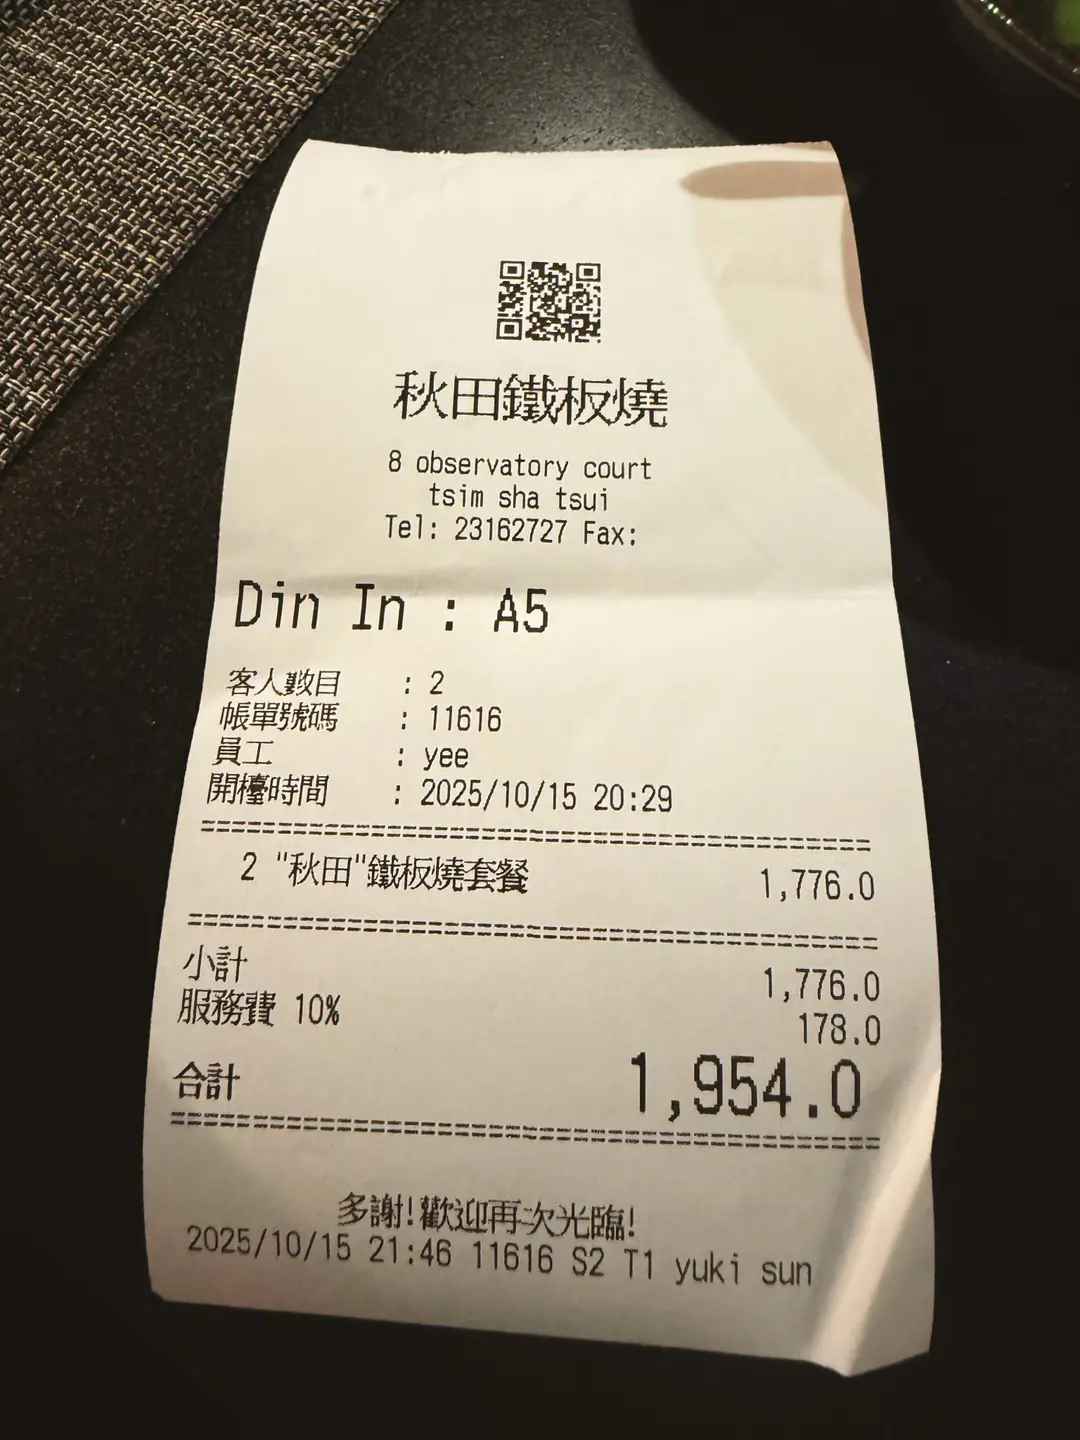 秋田鐵板燒
8 observatory court
tsim sha tsui
Tel: 23162727 Fax:
Din In : A5
客人數目 : 2
帳單號碼 : 11616
員工 : yee
開檯時間 : 2025/10/15 20:29
==========================================
2 "秋田"鐵板燒套餐 1,776.0
==========================================
小計 1,776.0
服務費 10% 178.0
合計 1,954.0
==========================================
多謝!歡迎再次光臨!
2025/10/15 21:46 11616 S2 T1 yuki sun